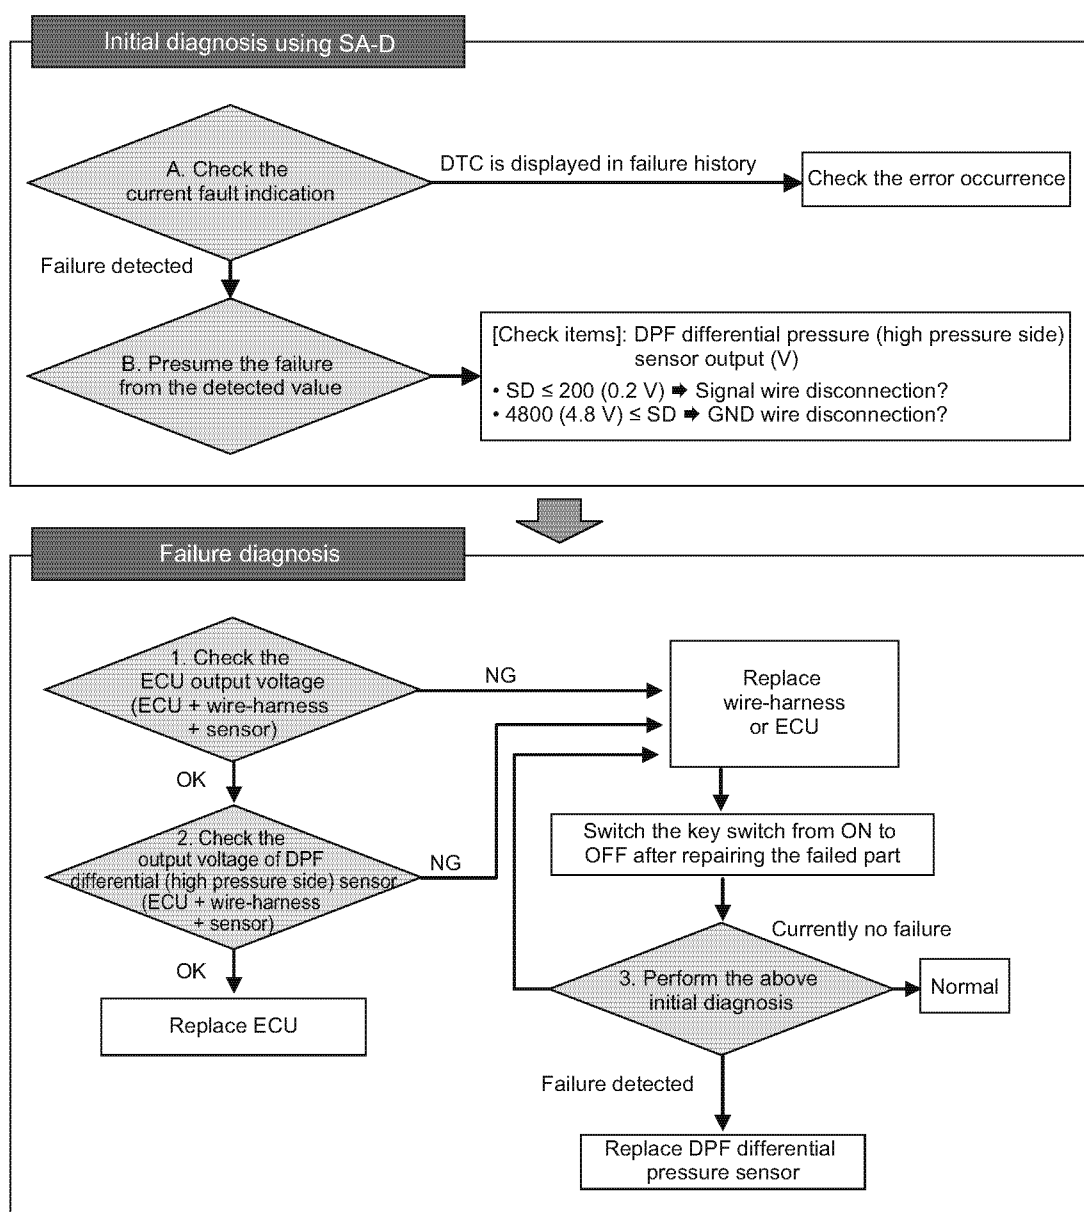 Initial diagnosis using SA-D
A. Check the
current fault indication
DTC is displayed in failure history
Check the error occurrence
Failure detected
B. Presume the failure
from the detected value
[Check items]: DPF differential pressure (high pressure side)
sensor output (V)
• SD ≤ 200 (0.2 V) ➡ Signal wire disconnection?
• 4800 (4.8 V) ≤ SD ➡ GND wire disconnection?
Failure diagnosis
1. Check the
ECU output voltage
(ECU + wire-harness
+ sensor)
NG
Replace
wire-harness
or ECU
OK
2. Check the
output voltage of DPF
differential (high pressure side) sensor
(ECU + wire-harness
+ sensor)
NG
Switch the key switch from ON to
OFF after repairing the failed part
OK
Replace ECU
Currently no failure
3. Perform the above
initial diagnosis
Normal
Failure detected
Replace DPF differential
pressure sensor